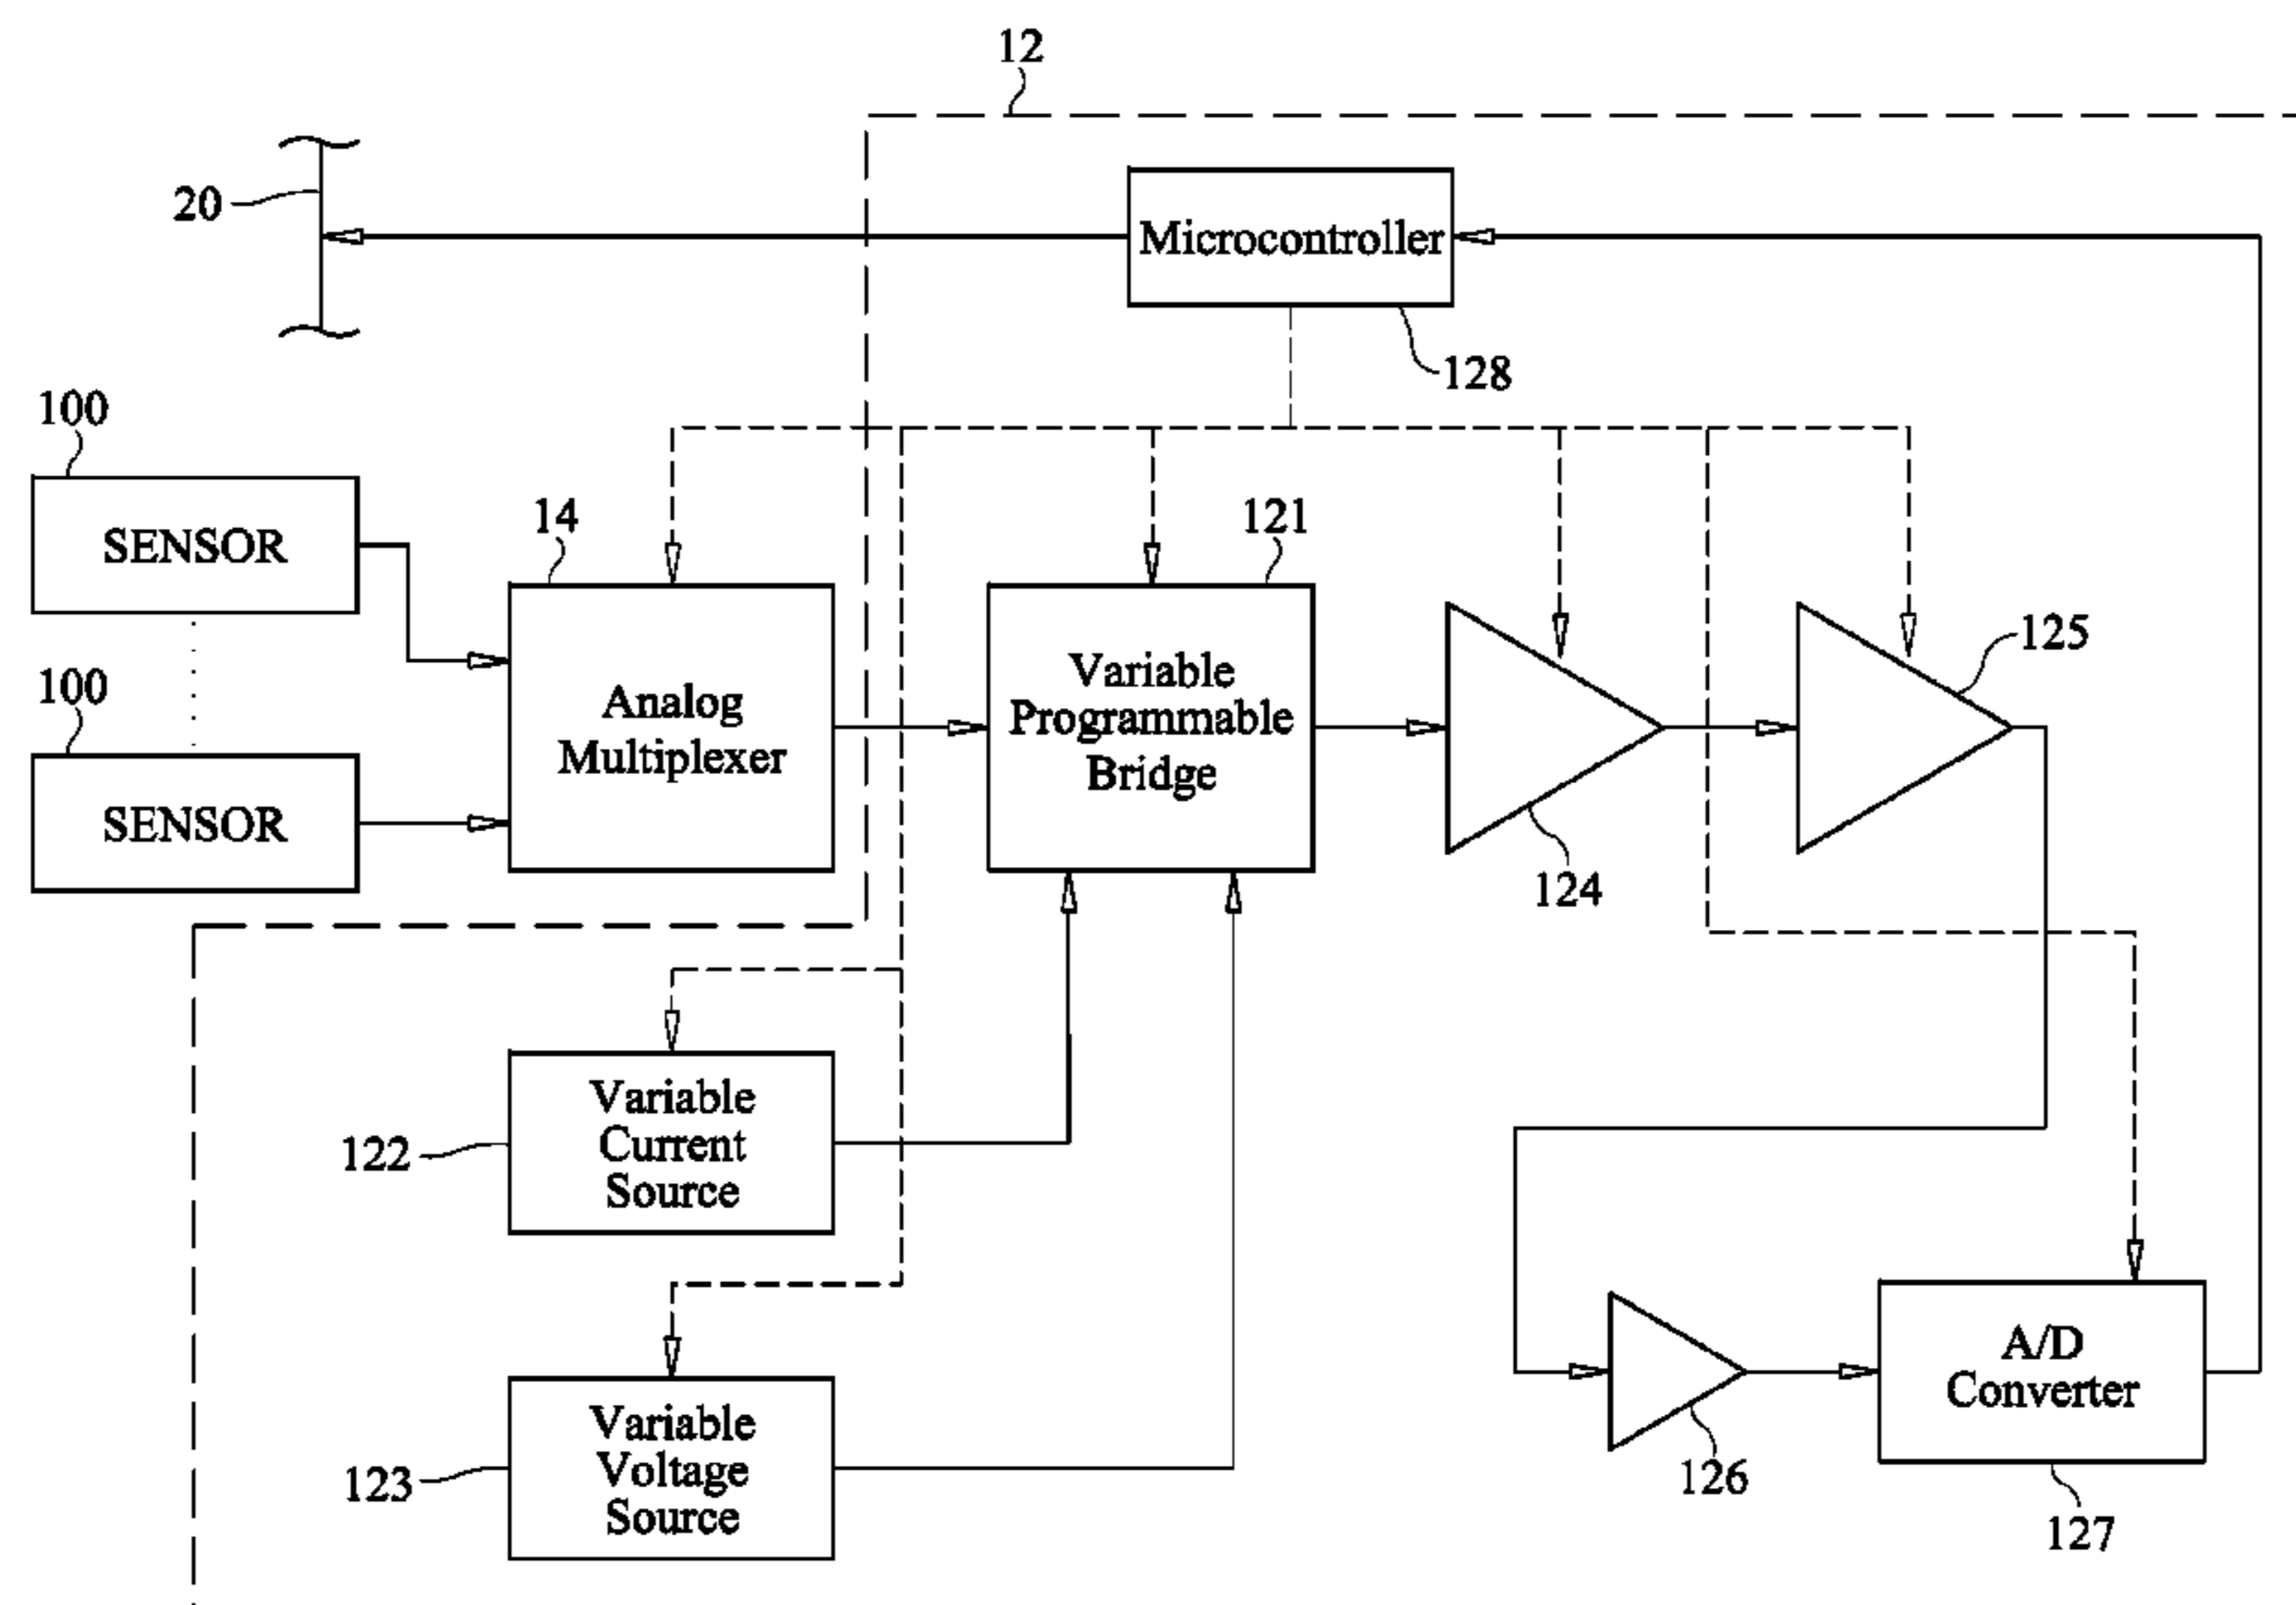 12
20
Microcontroller
128
100
SENSOR
14
121
100
SENSOR
Analog
Multiplexer
Variable
Programmable
Bridge
124
125
122
Variable
Current
Source
123
Variable
Voltage
Source
126
A/D
Converter
127